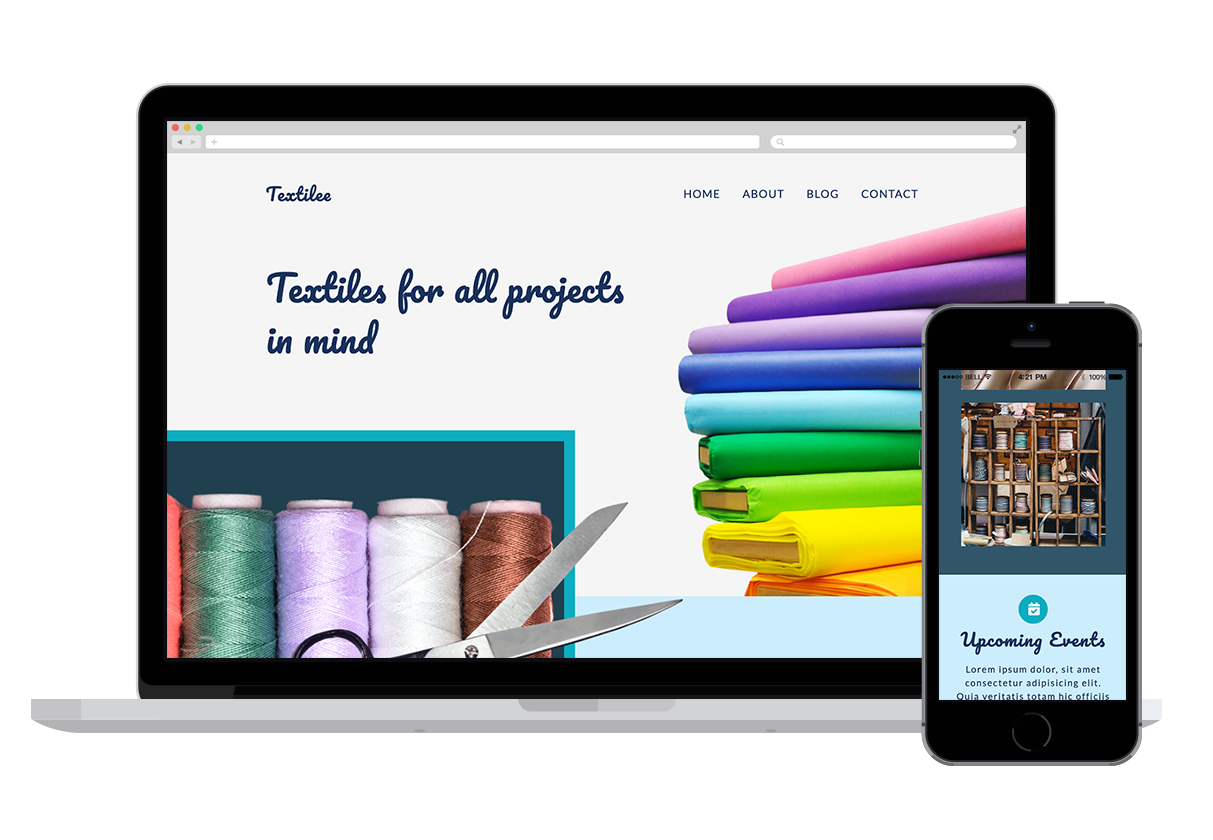 Textilee
HOME ABOUT BLOG CONTACT
Textiles for all projects
in mind
BELL 4:21 PM 100%
Upcoming Events
Lorem ipsum dolor, sit amet
consectetur adipisicing elit.
Quia veritatis totam hic officiis